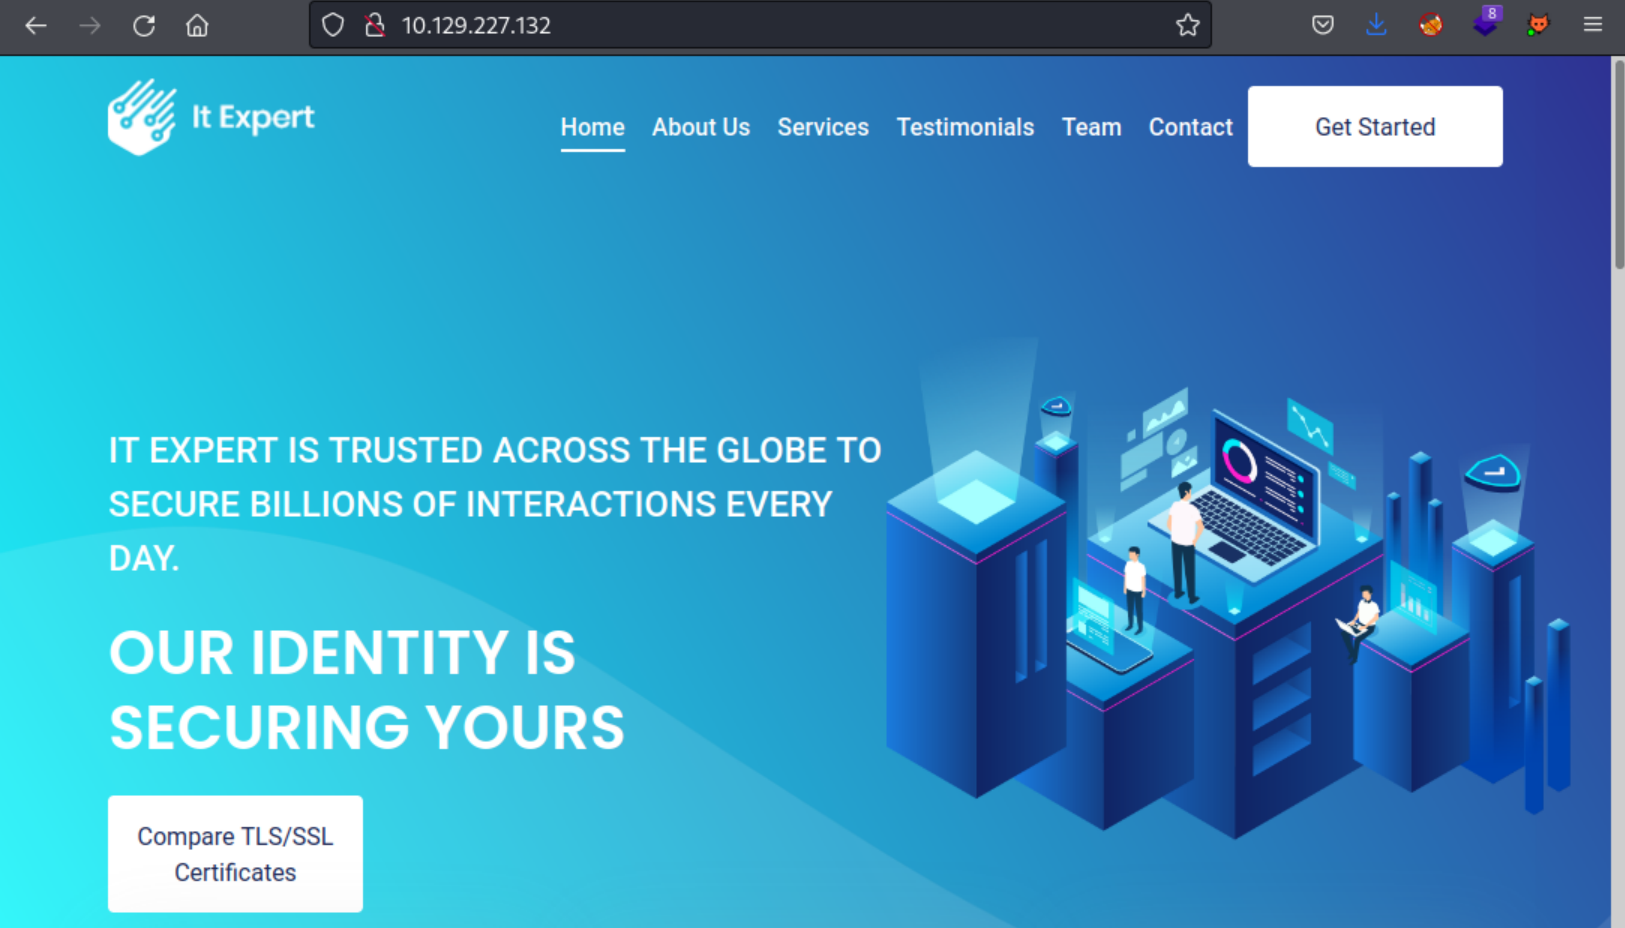 10.129.227.132
8
It Expert
Home About Us Services Testimonials Team Contact Get Started
IT EXPERT IS TRUSTED ACROSS THE GLOBE TO
SECURE BILLIONS OF INTERACTIONS EVERY
DAY.
OUR IDENTITY IS
SECURING YOURS
Compare TLS/SSL
Certificates